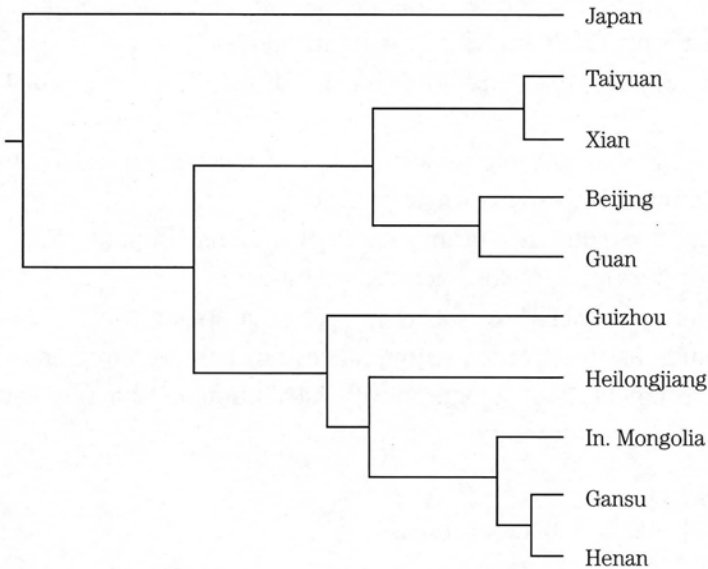 Japan
Taiyuan
Xian
Beijing
Guan
Guizhou
Heilongjiang
In. Mongolia
Gansu
Henan